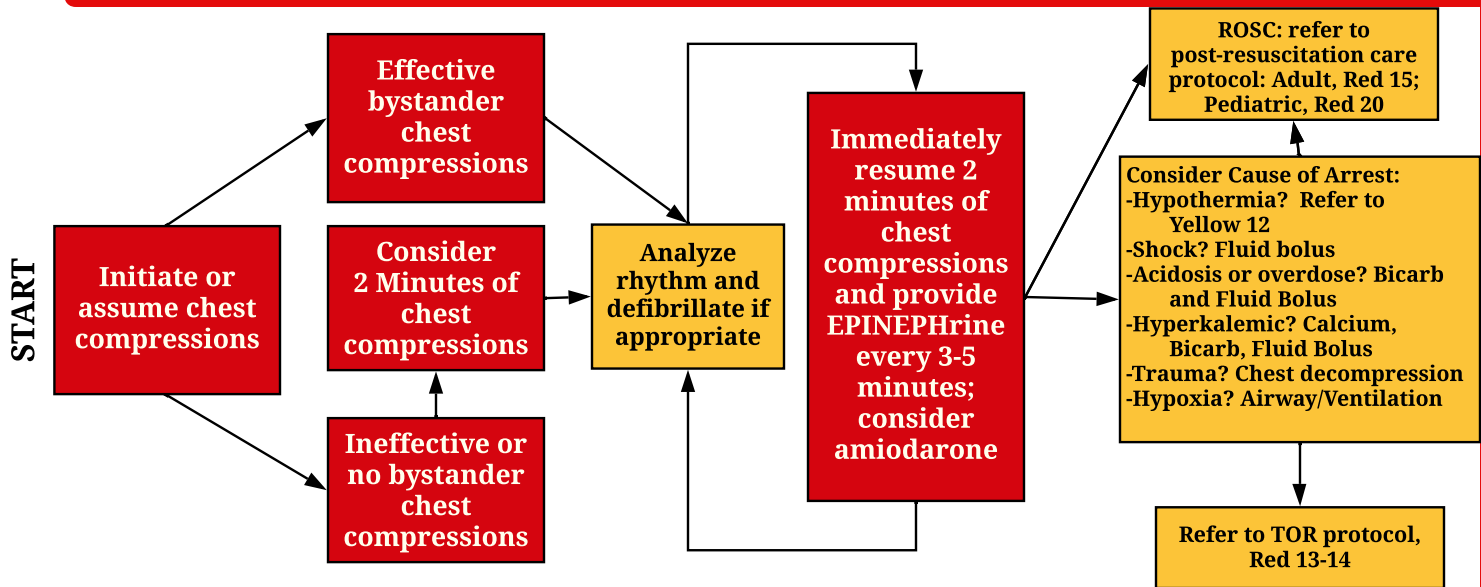 START
Initiate or
assume chest
compressions
Effective
bystander
chest
compressions
Consider
2 Minutes of
chest
compressions
Ineffective or
no bystander
chest
compressions
Analyze
rhythm and
defibrillate if
appropriate
Immediately
resume 2
minutes of
chest
compressions
and provide
EPINEPHrine
every 3-5
minutes;
consider
amiodarone
ROSC: refer to
post-resuscitation care
protocol: Adult, Red 15;
Pediatric, Red 20
Consider Cause of Arrest:
-Hypothermia?  Refer to
Yellow 12
-Shock? Fluid bolus
-Acidosis or overdose? Bicarb
and Fluid Bolus
-Hyperkalemic? Calcium,
Bicarb, Fluid Bolus
-Trauma? Chest decompression
-Hypoxia? Airway/Ventilation
Refer to TOR protocol,
Red 13-14